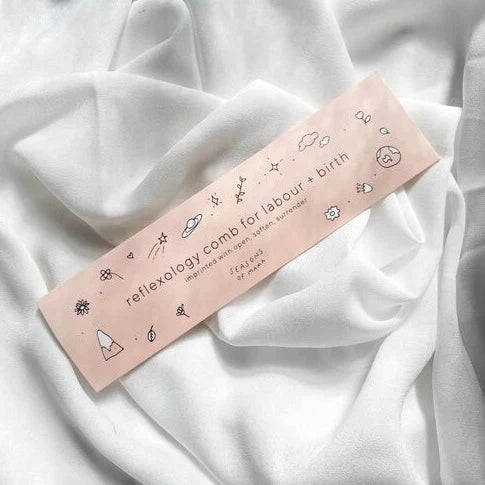 reflexology comb for labour + birth
imprinted with open, soften, surrender
SEASONS
OF MAMA